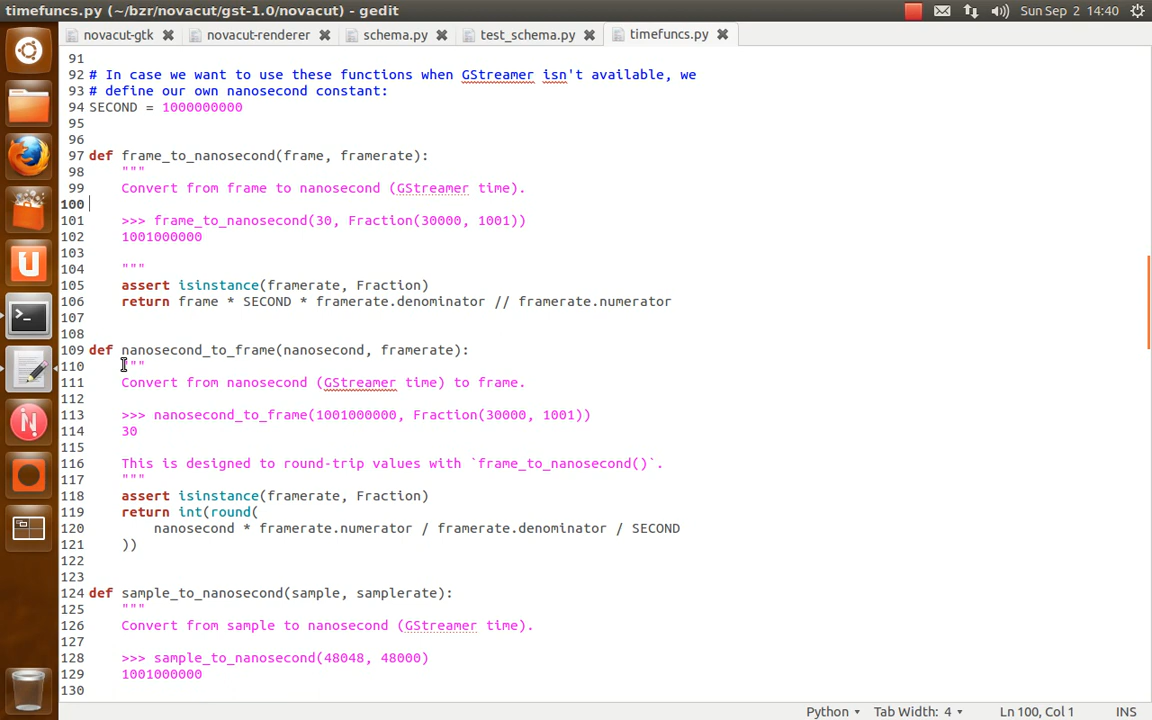 timefuncs.py (~/bzr/novacut/gst-1.0/novacut) - gedit
Sun Sep 2 14:40
novacut-gtk
novacut-renderer
schema.py
test_schema.py
timefuncs.py
91
92 # In case we want to use these functions when GStreamer isn't available, we
93 # define our own nanosecond constant:
94 SECOND = 1000000000
95
96
97 def frame_to_nanosecond(frame, framerate):
98     """
99     Convert from frame to nanosecond (GStreamer time).
100
101     >>> frame_to_nanosecond(30, Fraction(30000, 1001))
102     1001000000
103
104     """
105     assert isinstance(framerate, Fraction)
106     return frame * SECOND * framerate.denominator // framerate.numerator
107
108
109 def nanosecond_to_frame(nanosecond, framerate):
110     """
111     Convert from nanosecond (GStreamer time) to frame.
112
113     >>> nanosecond_to_frame(1001000000, Fraction(30000, 1001))
114     30
115
116     This is designed to round-trip values with `frame_to_nanosecond()`.
117     """
118     assert isinstance(framerate, Fraction)
119     return int(round(
120         nanosecond * framerate.numerator / framerate.denominator / SECOND
121     ))
122
123
124 def sample_to_nanosecond(sample, samplerate):
125     """
126     Convert from sample to nanosecond (GStreamer time).
127
128     >>> sample_to_nanosecond(48048, 48000)
129     1001000000
130
Python Tab Width: 4 Ln 100, Col 1 INS